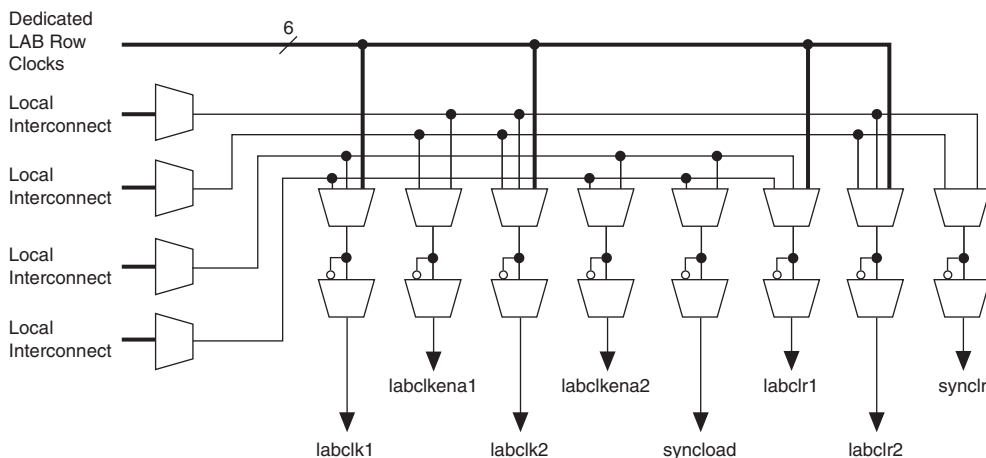 Dedicated
LAB Row
Clocks
6
Local
Interconnect
Local
Interconnect
Local
Interconnect
Local
Interconnect
labclkena1
labclkena2
labclr1
synclr
labclk1
labclk2
syncload
labclr2